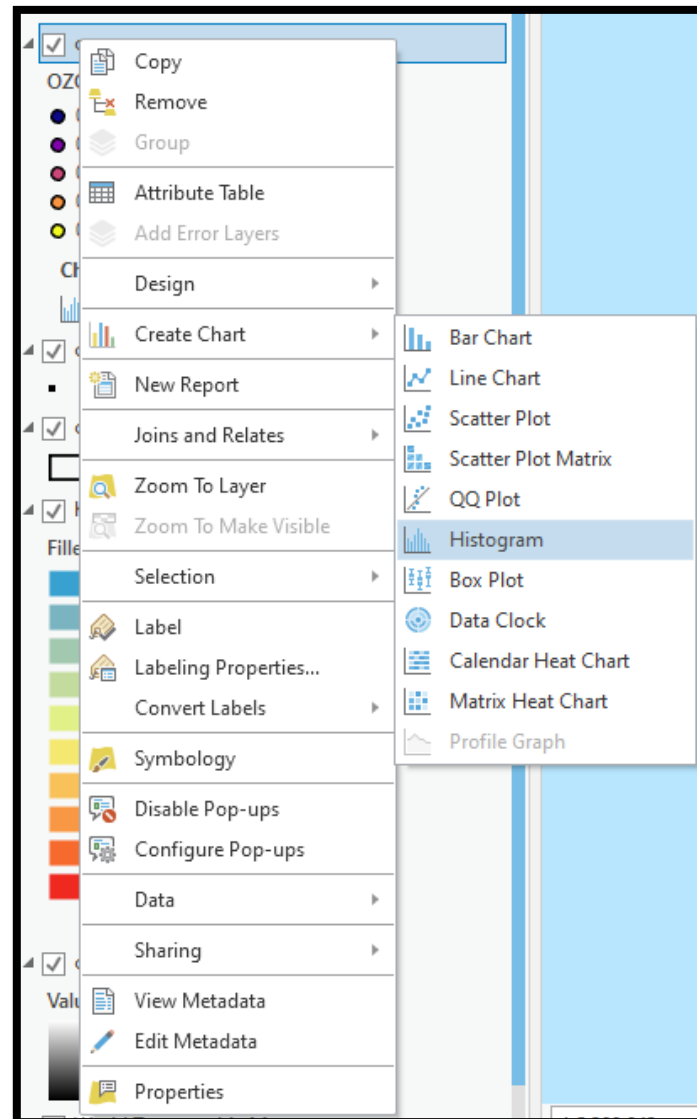 Copy
Remove
Group
Attribute Table
Add Error Layers
Design
Create Chart
New Report
Joins and Relates
Zoom To Layer
Zoom To Make Visible
Selection
Label
Labeling Properties...
Convert Labels
Symbology
Disable Pop-ups
Configure Pop-ups
Data
Sharing
View Metadata
Edit Metadata
Properties
Bar Chart
Line Chart
Scatter Plot
Scatter Plot Matrix
QQ Plot
Histogram
Box Plot
Data Clock
Calendar Heat Chart
Matrix Heat Chart
Profile Graph